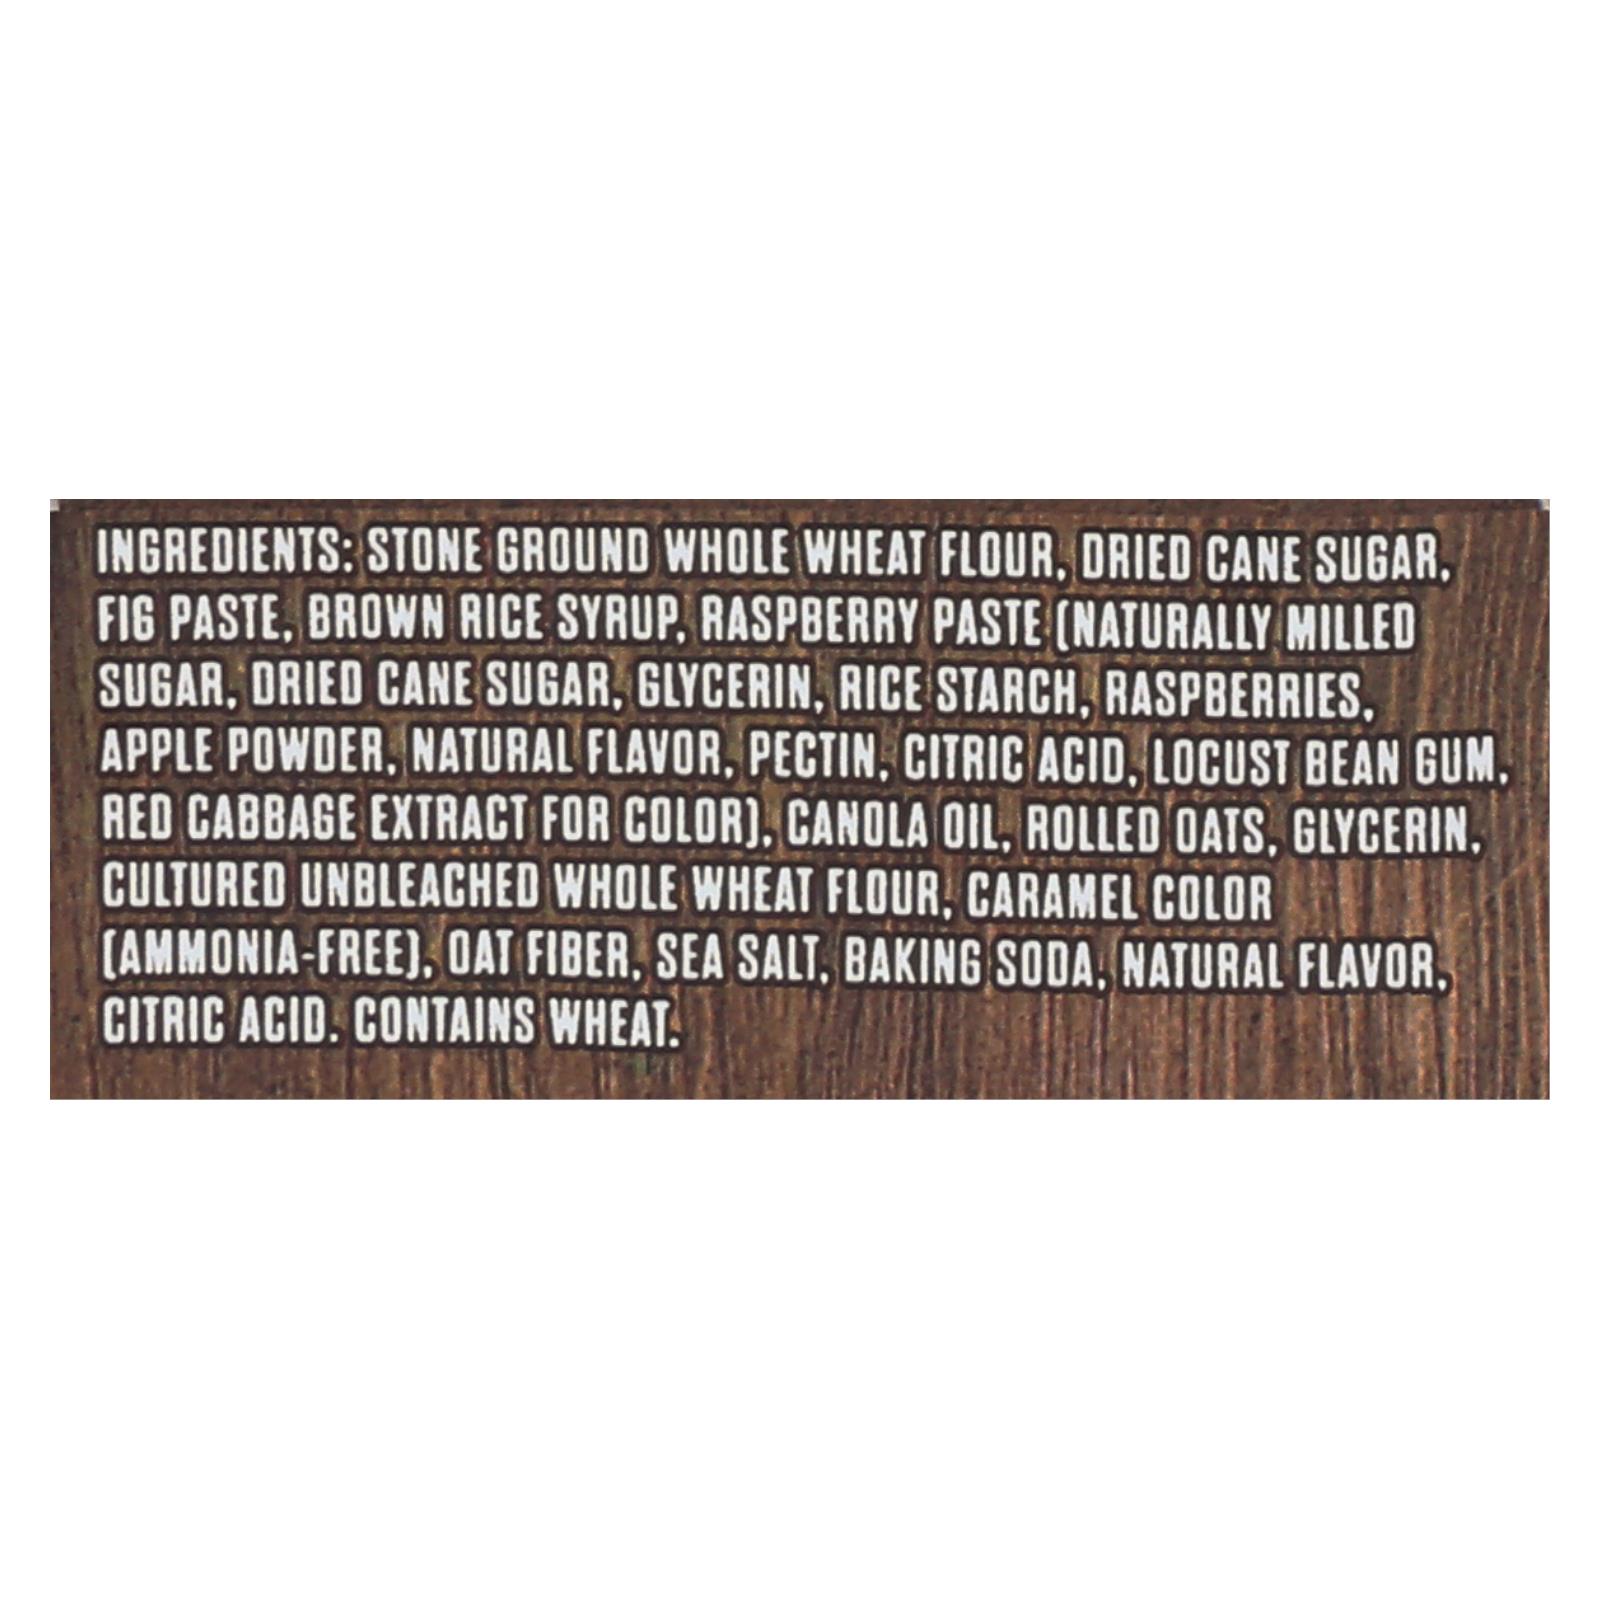 INGREDIENTS: STONE GROUND WHOLE WHEAT FLOUR, DRIED CANE SUGAR,
FIG PASTE, BROWN RICE SYRUP, RASPBERRY PASTE (NATURALLY MILLED
SUGAR, DRIED CANE SUGAR, GLYCERIN, RICE STARCH, RASPBERRIES,
APPLE POWDER, NATURAL FLAVOR, PECTIN, CITRIC ACID, LOCUST BEAN GUM,
RED CABBAGE EXTRACT FOR COLOR), CANOLA OIL, ROLLED OATS, GLYCERIN,
CULTURED UNBLEACHED WHOLE WHEAT FLOUR, CARAMEL COLOR
(AMMONIA-FREE), OAT FIBER, SEA SALT, BAKING SODA, NATURAL FLAVOR,
CITRIC ACID. CONTAINS WHEAT.